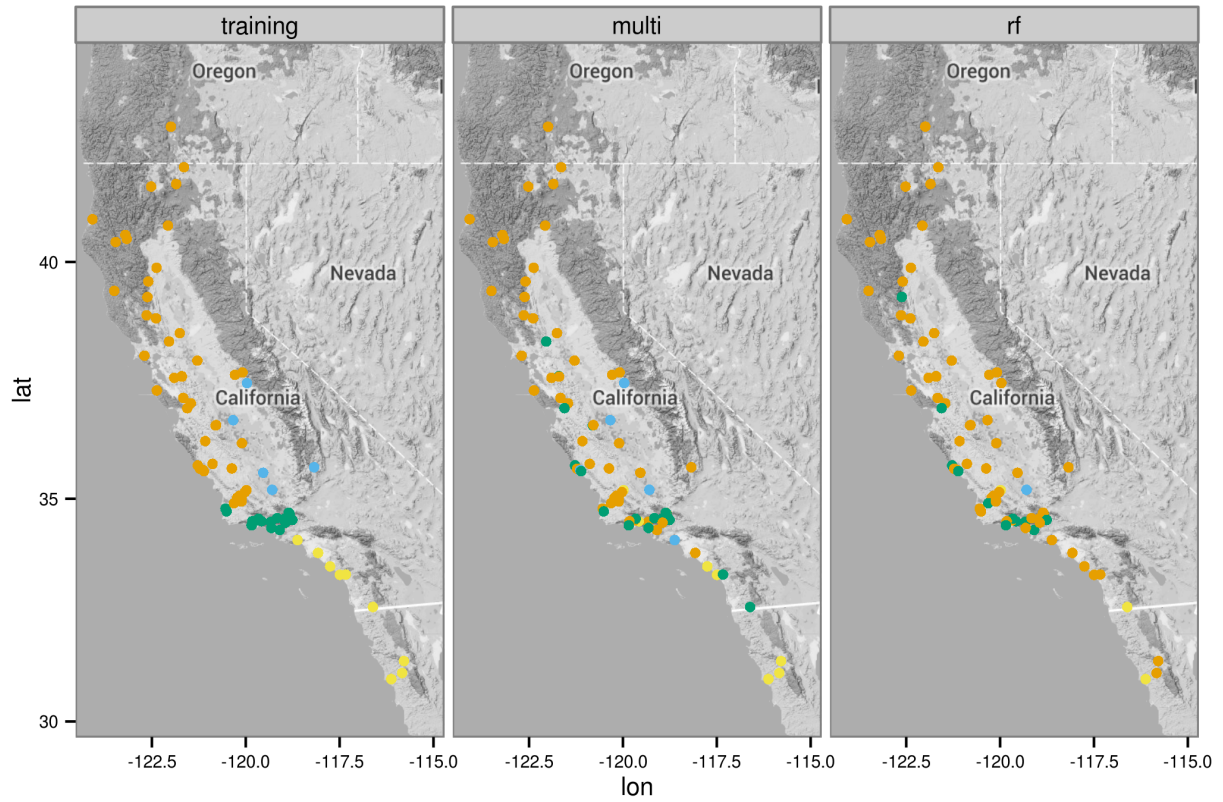 training
multi
rf
Oregon
Oregon
Oregon
Nevada
Nevada
Nevada
California
California
California
lat
40
35
30
-122.5
-120.0
-117.5
-115.0
-122.5
-120.0
-117.5
-115.0
-122.5
-120.0
-117.5
-115.0
lon